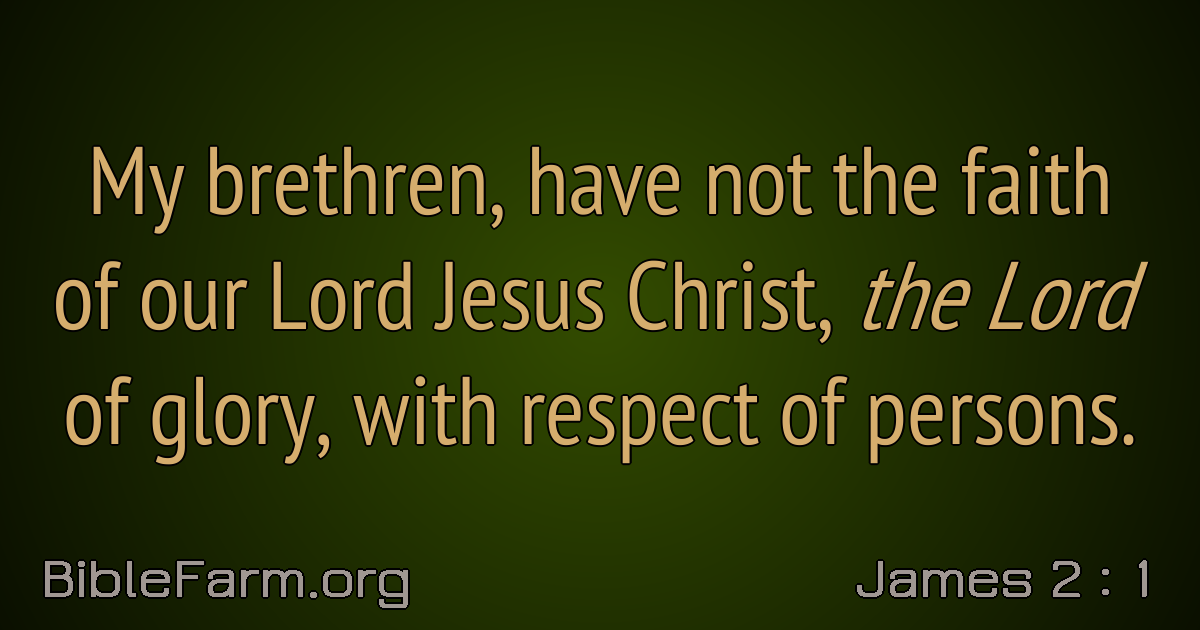 My brethren, have not the faith
of our Lord Jesus Christ, the Lord
of glory, with respect of persons.
BibleFarm.org
James 2 : 1